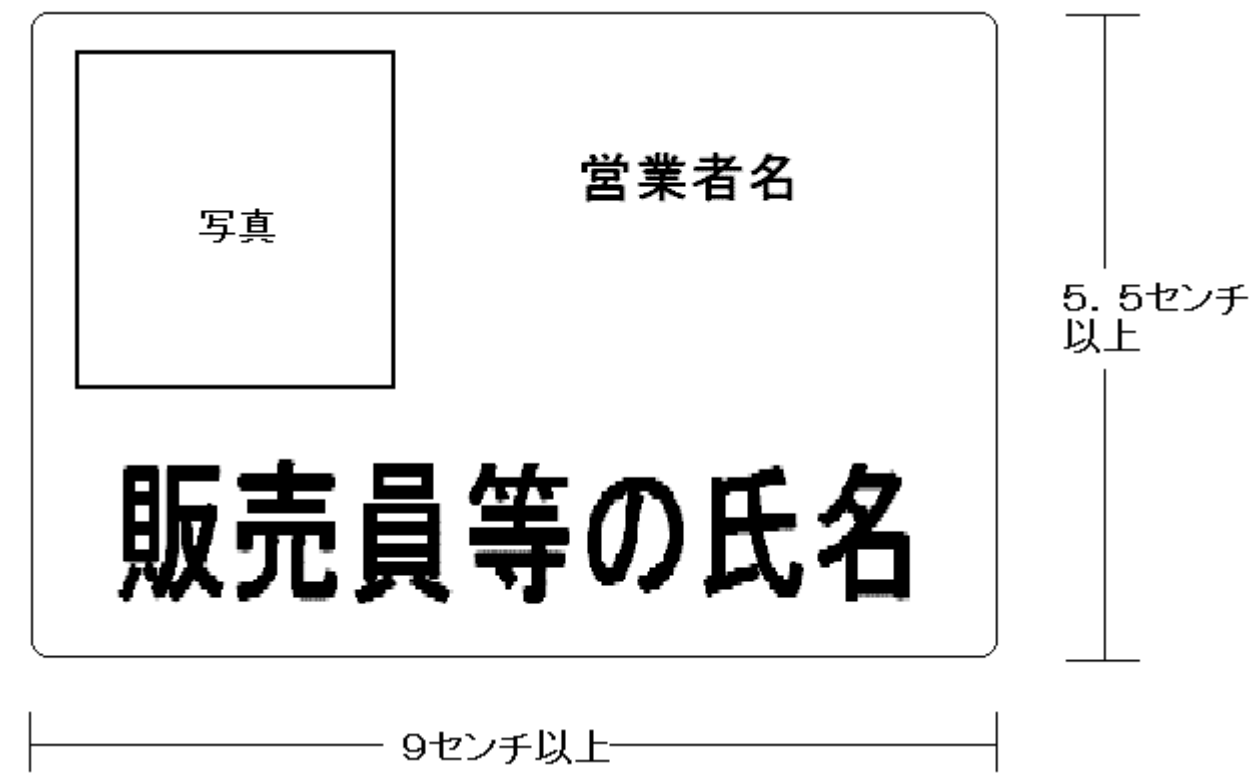 写真
営業者名
販売員等の氏名
5．5センチ
以上
9センチ以上